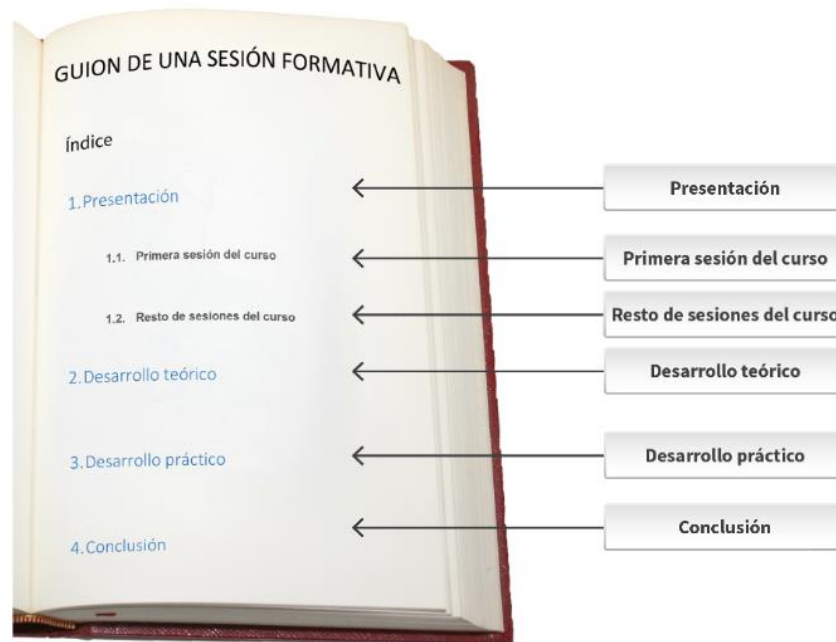 GUION DE UNA SESIÓN FORMATIVA
Índice
1.Presentación
1.1. Primera sesión del curso
1.2. Resto de sesiones del curso
2.Desarrollo teórico
3.Desarrollo práctico
4.Conclusión
Presentación
Primera sesión del curso
Resto de sesiones del curso
Desarrollo teórico
Desarrollo práctico
Conclusión